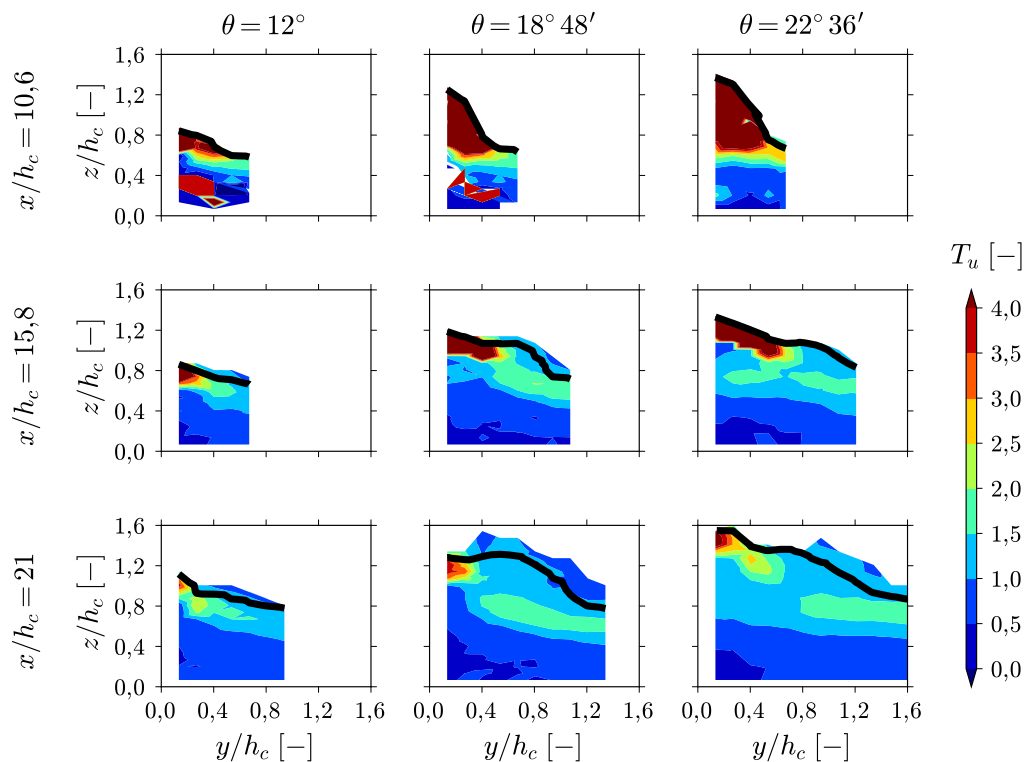 θ = 12° θ = 18° 48′ θ = 22° 36′
x/h_c = 10,6
z/h_c [−]
1,6
1,2
0,8
0,4
0,0
x/h_c = 15,8
z/h_c [−]
1,6
1,2
0,8
0,4
0,0
x/h_c = 21
z/h_c [−]
1,6
1,2
0,8
0,4
0,0
0,0 0,4 0,8 1,2 1,6 0,0 0,4 0,8 1,2 1,6 0,0 0,4 0,8 1,2 1,6
y/h_c [−] y/h_c [−] y/h_c [−]
T_u [−]
4,0
3,5
3,0
2,5
2,0
1,5
1,0
0,5
0,0